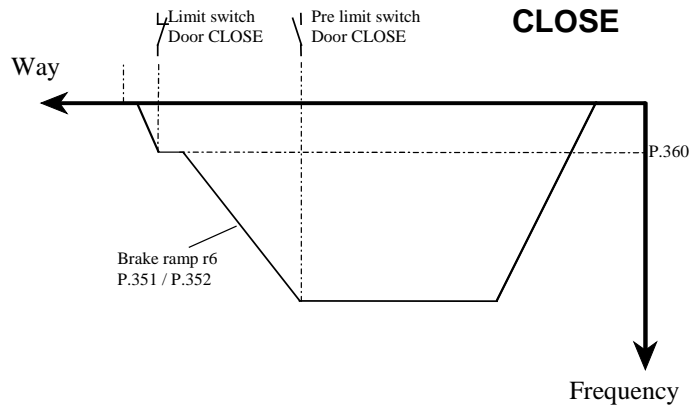 Limit switch
Door CLOSE
Pre limit switch
Door CLOSE
CLOSE
Way
P.360
Brake ramp r6
P.351 / P.352
Frequency